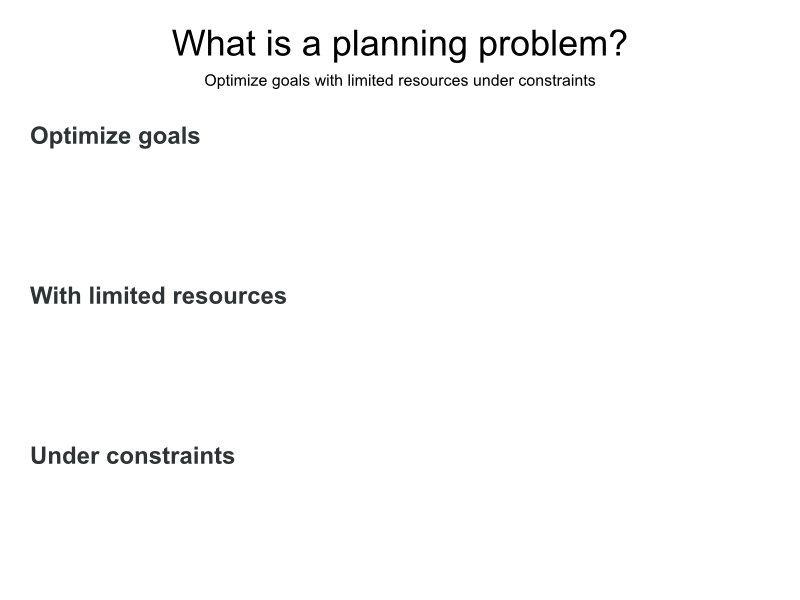 What is a planning problem?
Optimize goals with limited resources under constraints
Optimize goals
With limited resources
Under constraints